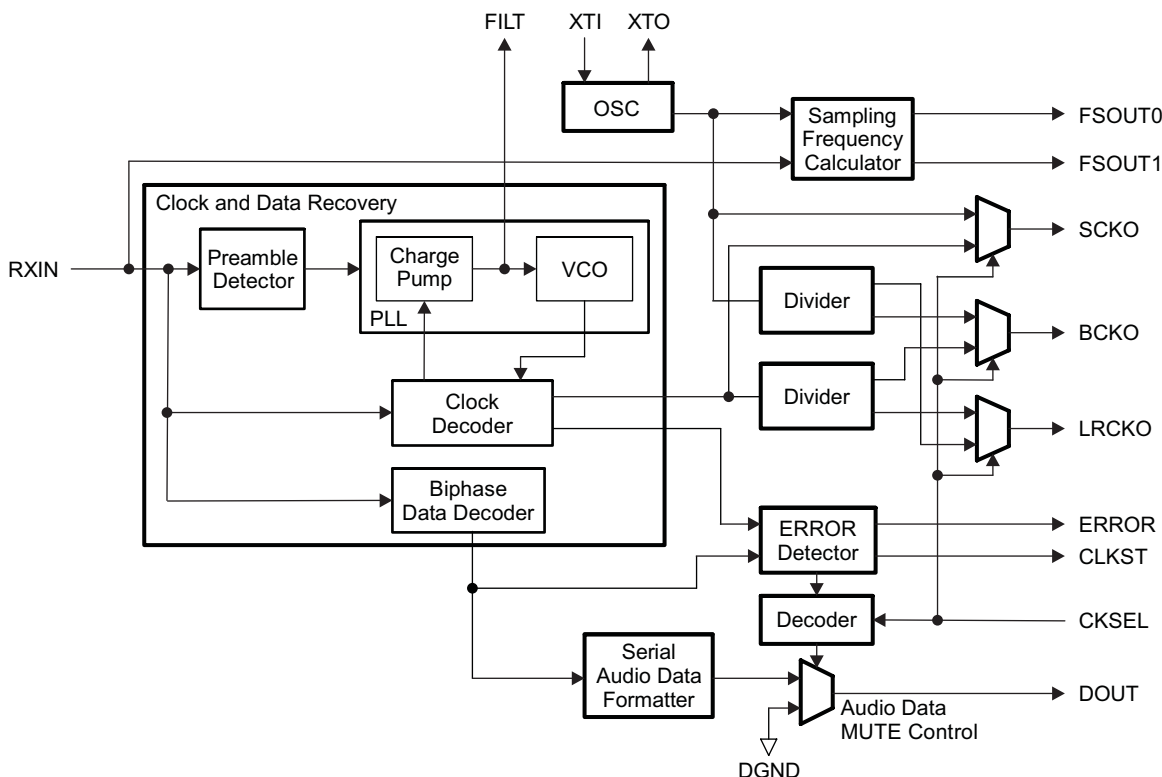 FILT
XTI
XTO
OSC
Sampling
Frequency
Calculator
FSOUT0
FSOUT1
Clock and Data Recovery
RXIN
Preamble
Detector
Charge
Pump
VCO
PLL
SCKO
Divider
BCKO
Clock
Decoder
Divider
LRCKO
Biphase
Data Decoder
ERROR
Detector
ERROR
CLKST
Decoder
CKSEL
Serial
Audio Data
Formatter
DOUT
Audio Data
MUTE Control
DGND